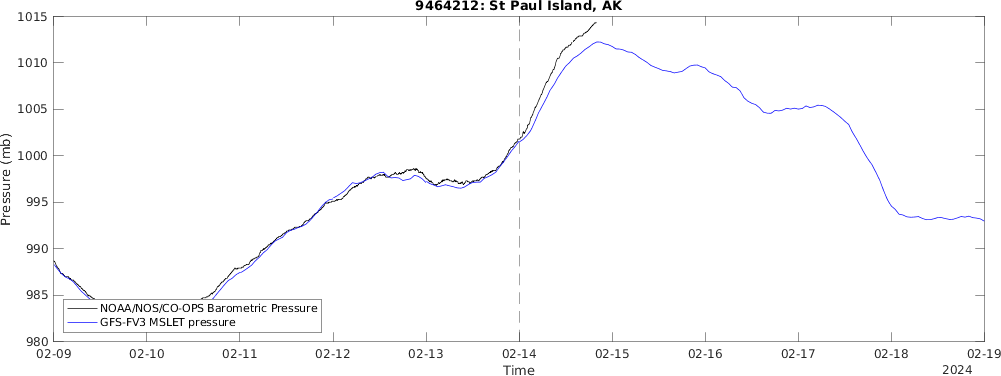 9464212: St Paul Island, AK
1015
1010
1005
1000
995
990
985
980
Pressure (mb)
NOAA/NOS/CO-OPS Barometric Pressure
GFS-FV3 MSLET pressure
02-09 02-10 02-11 02-12 02-13 02-14 02-15 02-16 02-17 02-18 02-19
Time
2024